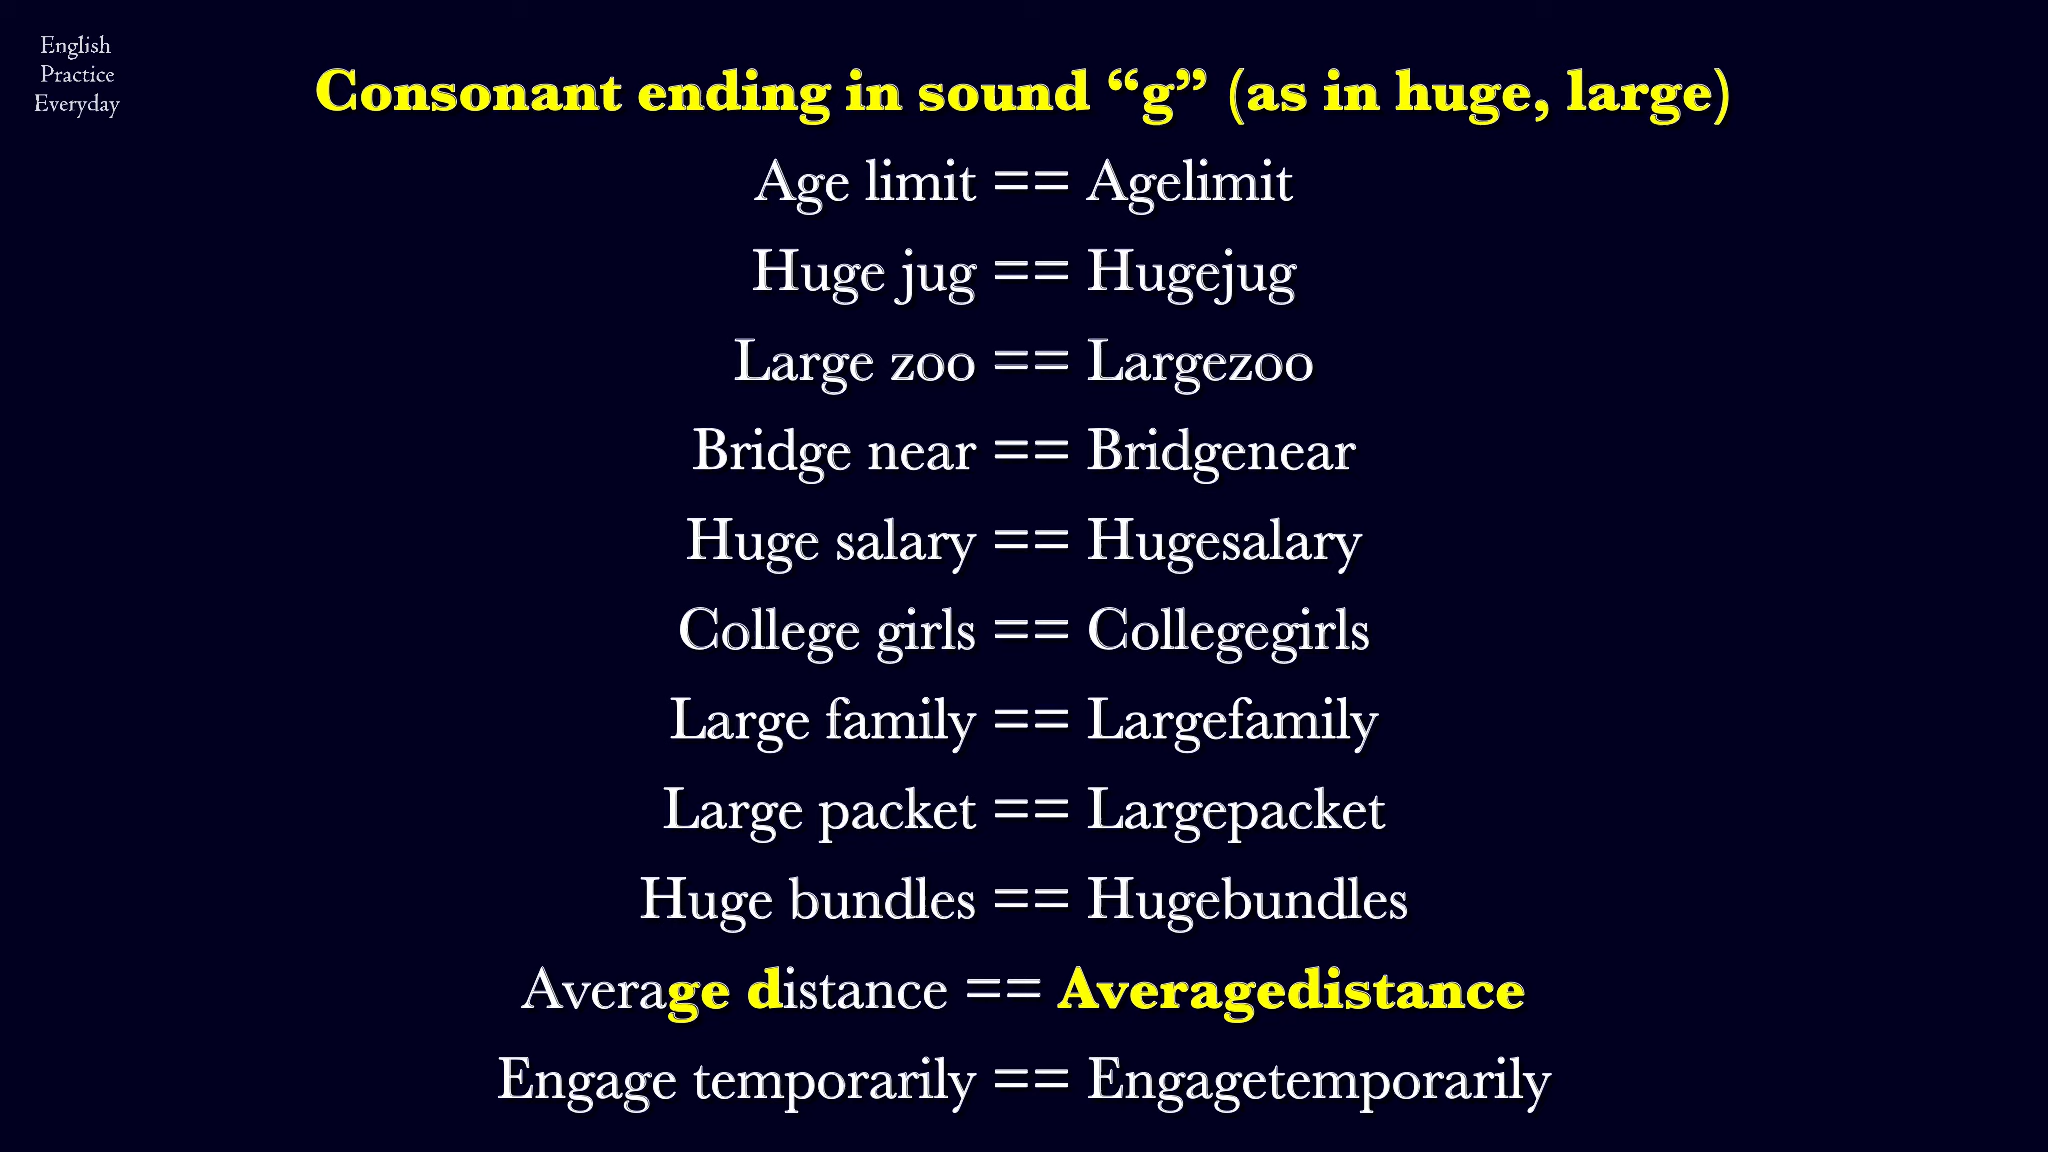 English
Practice
Everyday
Consonant ending in sound “g” (as in huge, large)
Age limit == Agelimit
Huge jug == Hugejug
Large zoo == Largezoo
Bridge near == Bridgenear
Huge salary == Hugesalary
College girls == Collegegirls
Large family == Largefamily
Large packet == Largepacket
Huge bundles == Hugebundles
Average distance == Averagedistance
Engage temporarily == Engagetemporarily